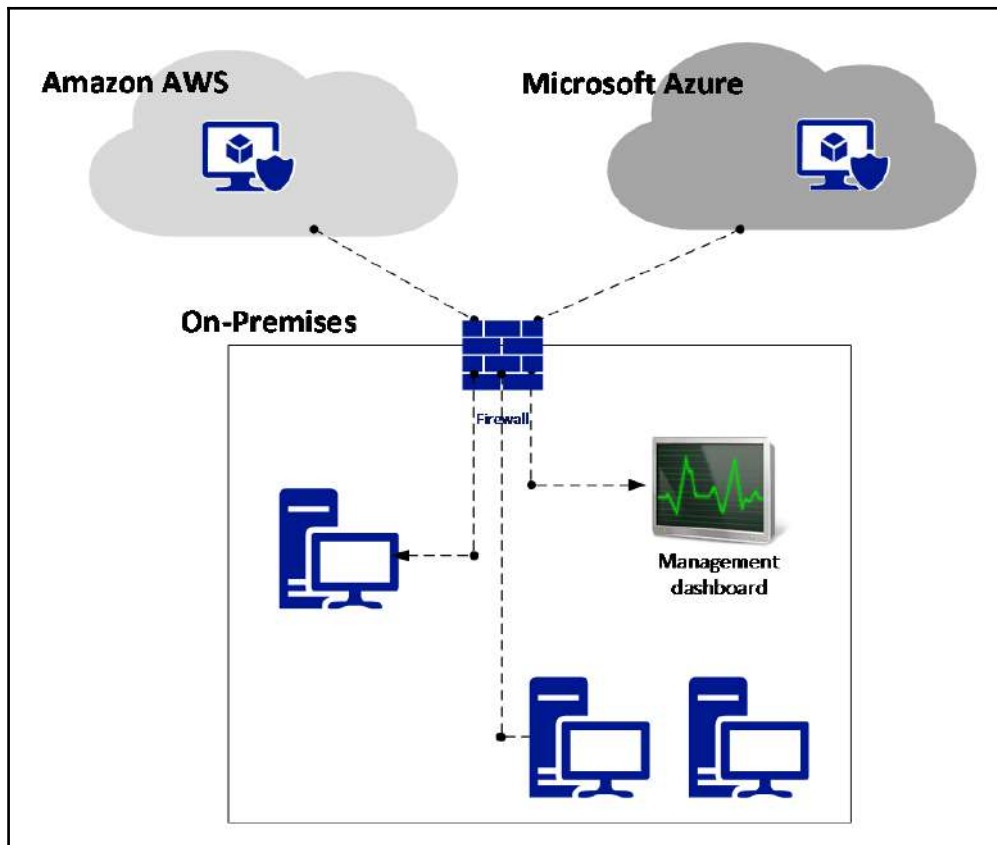 Amazon AWS
Microsoft Azure
On-Premises
Firewall
Management
dashboard